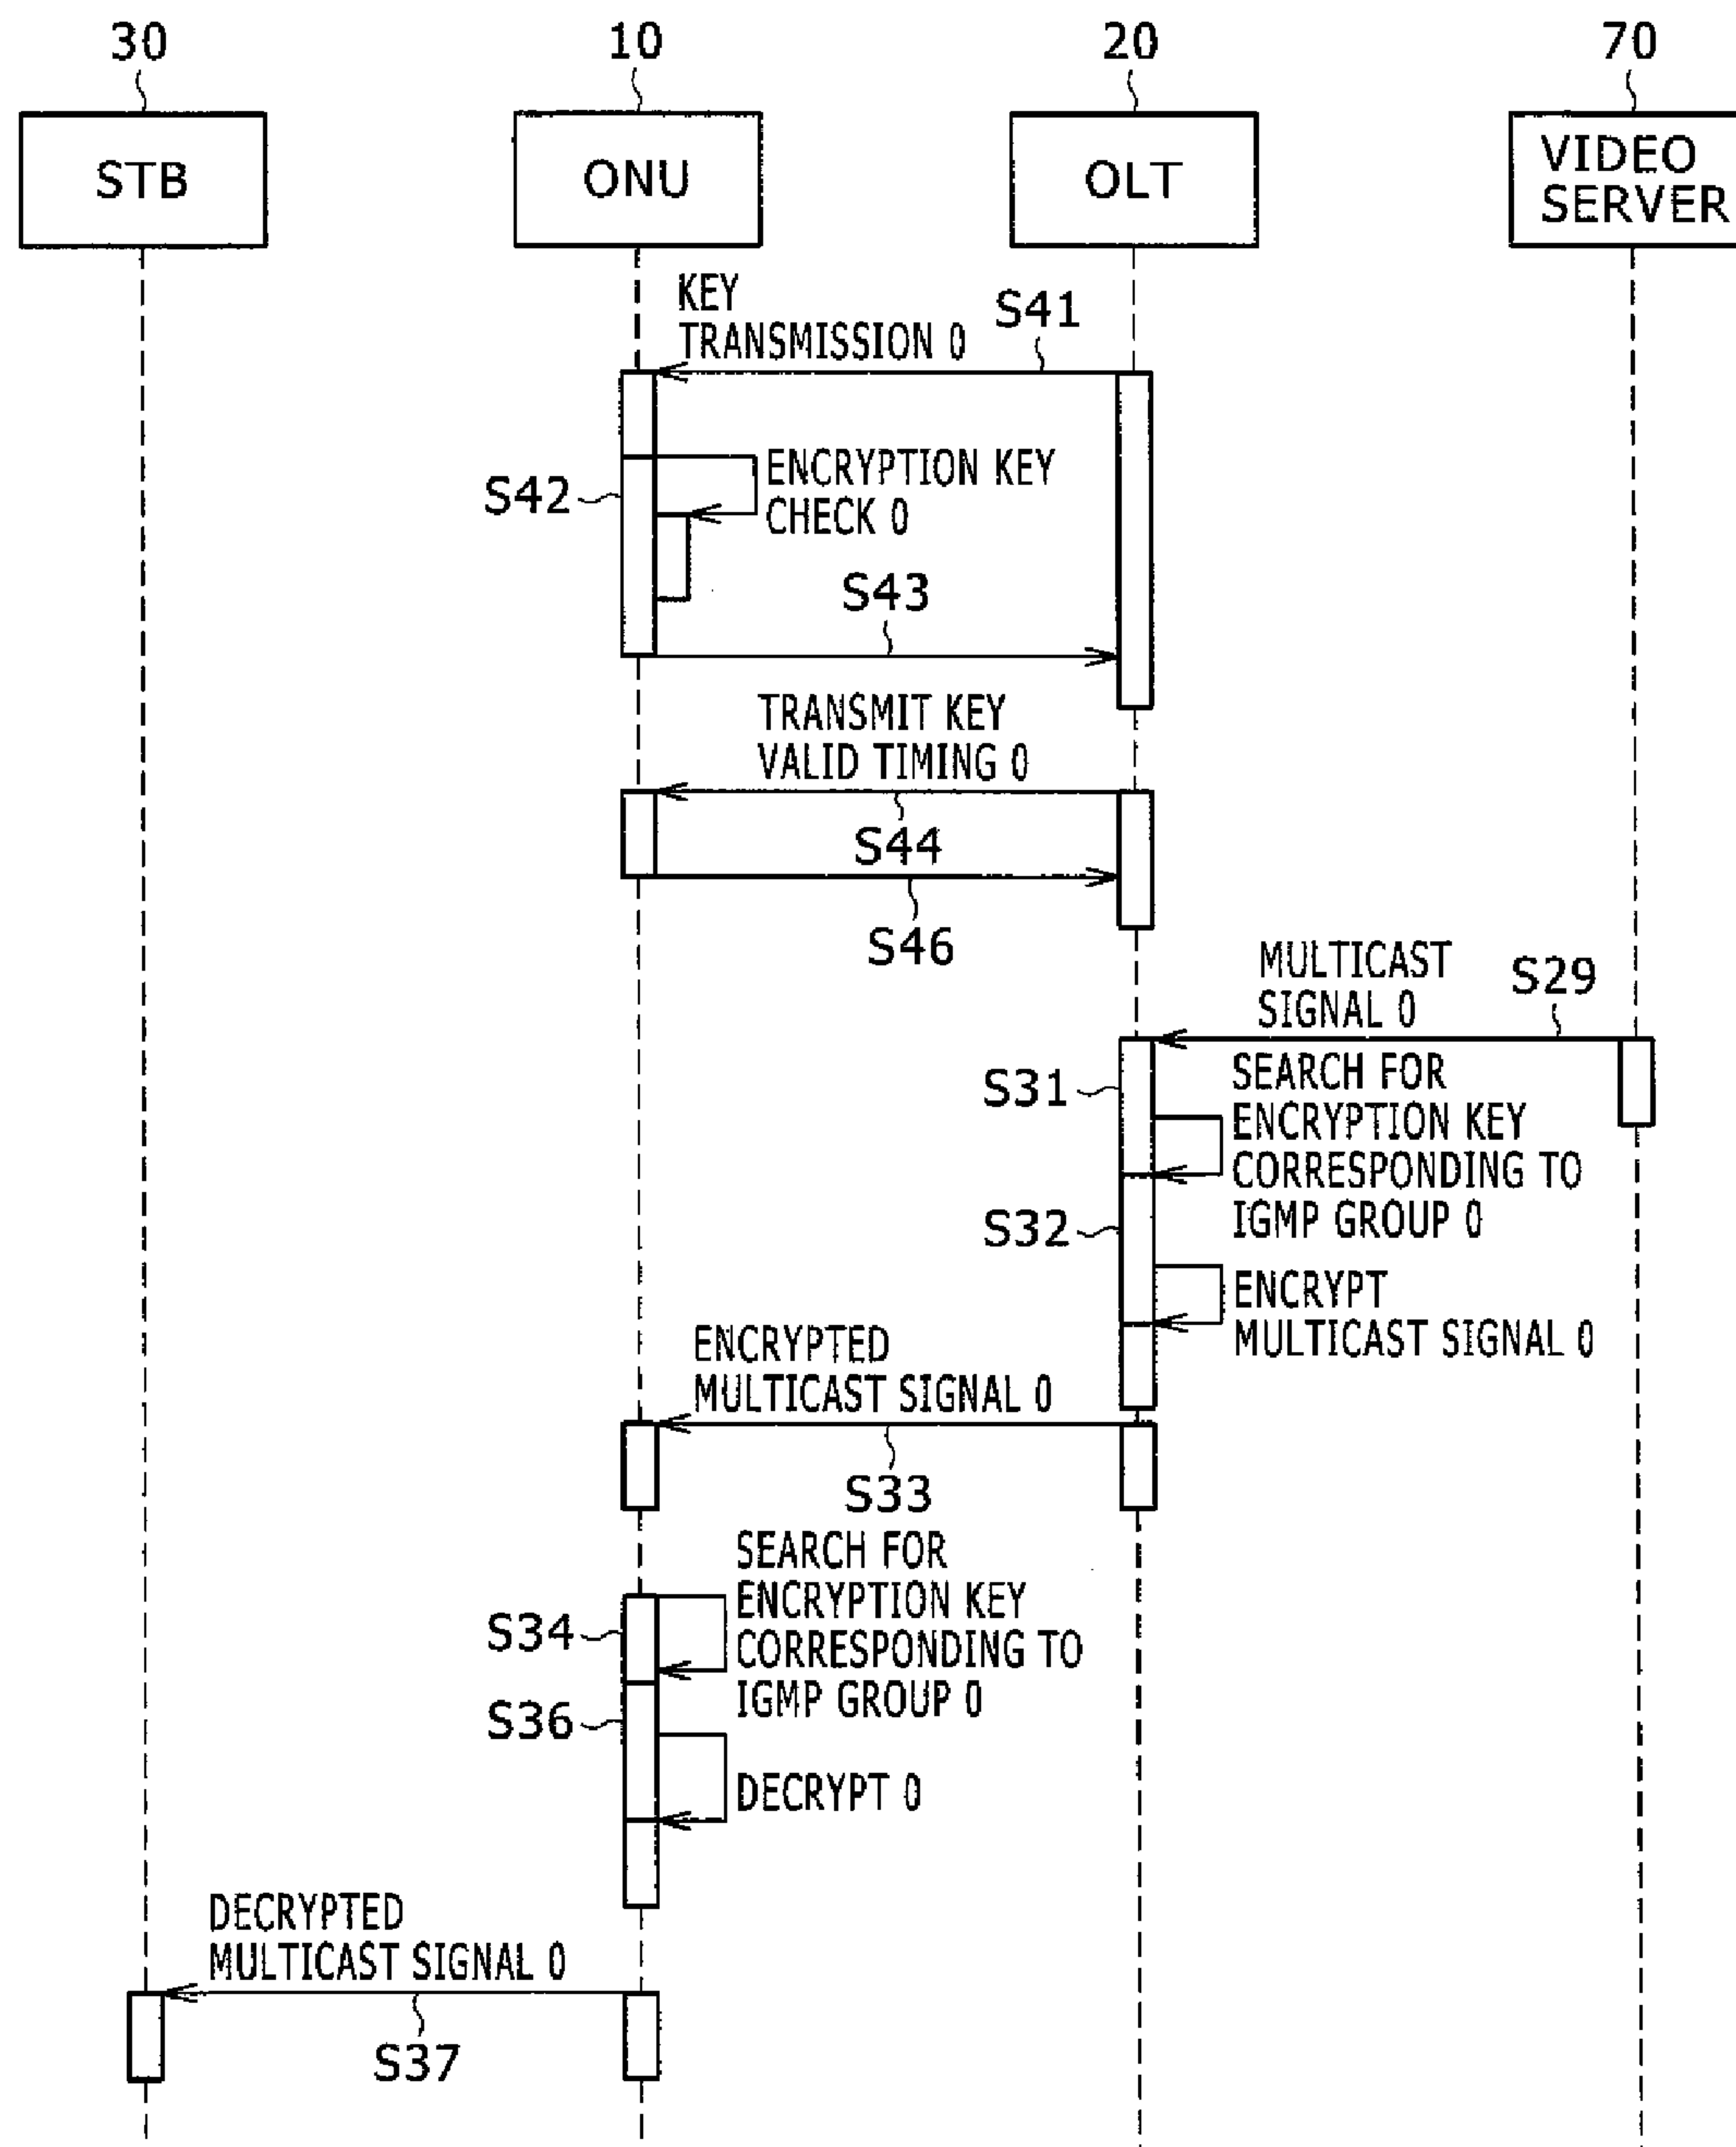 30
10
20
70
STB
ONU
OLT
VIDEO
SERVER
KEY
TRANSMISSION 0
S41
S42
ENCRYPTION KEY
CHECK 0
S43
TRANSMIT KEY
VALID TIMING 0
S44
S46
MULTICAST
SIGNAL 0
S29
S31
SEARCH FOR
ENCRYPTION KEY
CORRESPONDING TO
IGMP GROUP 0
S32
ENCRYPT
MULTICAST SIGNAL 0
ENCRYPTED
MULTICAST SIGNAL 0
S33
SEARCH FOR
ENCRYPTION KEY
CORRESPONDING TO
IGMP GROUP 0
S34
S36
DECRYPT 0
DECRYPTED
MULTICAST SIGNAL 0
S37